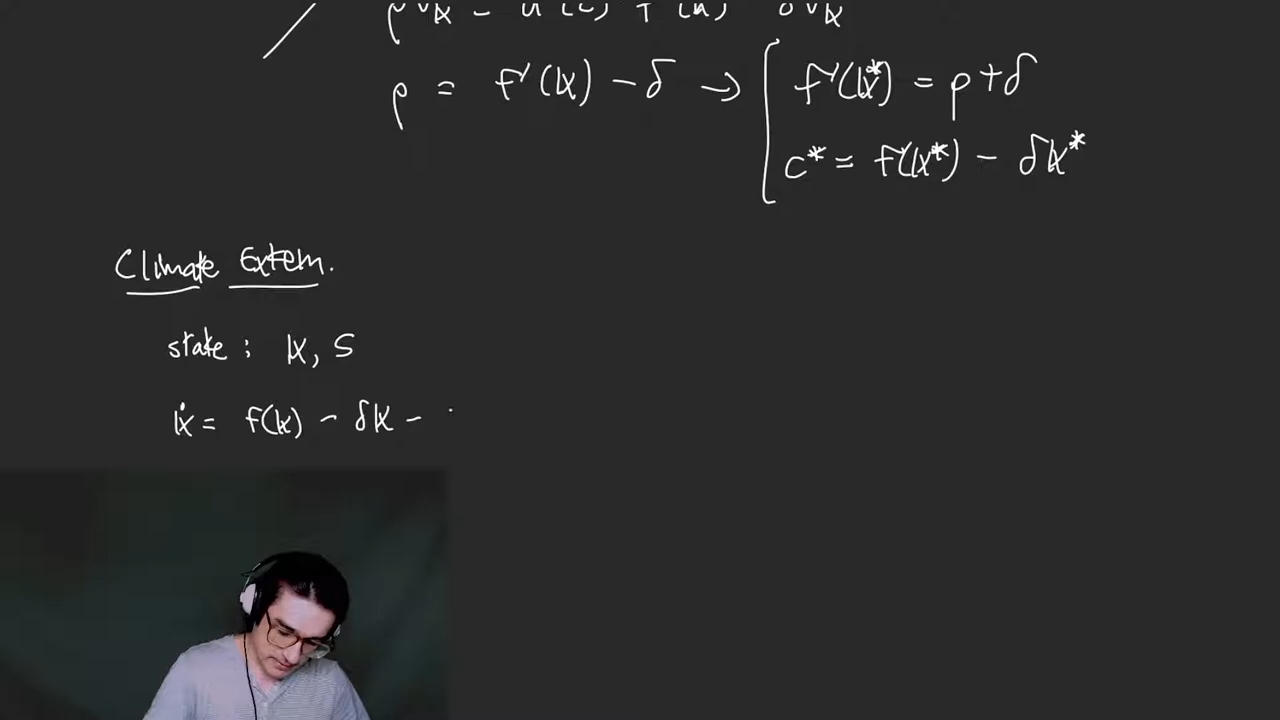 ρ = f'(k) - δ → f'(k*) = ρ + δ
c* = f(k*) - δk*
Climate Extern.
state : k, S
k̇ = f(k) - δk -